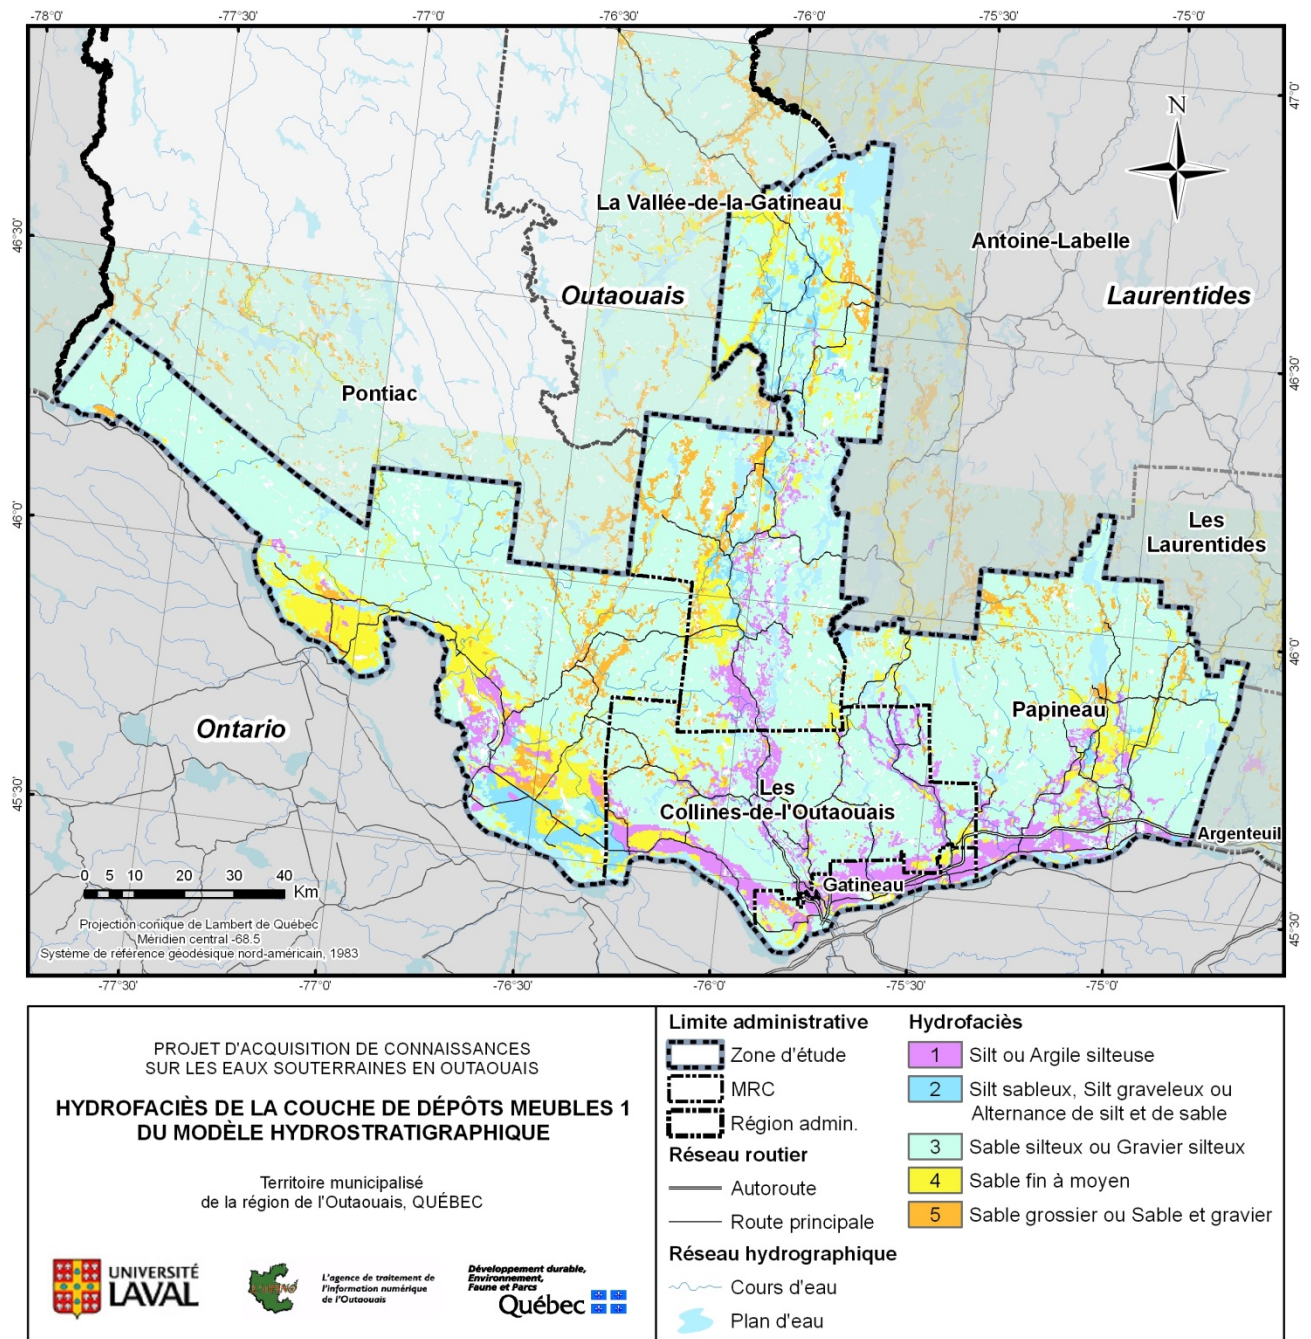 -78°0'
-77°30'
-77°0'
-76°30'
-76°0'
-75°30'
-75°0'
47°0'
N
La Vallée-de-la-Gatineau
Antoine-Labelle
46°30'
Outaouais
Laurentides
46°30'
Pontiac
46°0'
Les
Laurentides
46°0'
Papineau
Ontario
45°30'
Les
Collines-de-l'Outaouais
Argenteuil
Gatineau
0 5 10 20 30 40
Km
45°30'
Projection conique de Lambert de Québec
Méridien central -68.5
Système de référence géodésique nord-américain, 1983
-77°30'
-77°0'
-76°30'
-76°0'
-75°30'
-75°0'
PROJET D'ACQUISITION DE CONNAISSANCES
SUR LES EAUX SOUTERRAINES EN OUTAOUAIS
HYDROFACIÈS DE LA COUCHE DE DÉPÔTS MEUBLES 1
DU MODÈLE HYDROSTRATIGRAPHIQUE
Territoire municipalisé
de la région de l'Outaouais, QUÉBEC
UNIVERSITÉ
LAVAL
L'agence de traitement de
l'information numérique
de l'Outaouais
Développement durable,
Environnement,
Faune et Parcs
Québec
Limite administrative
Zone d'étude
MRC
Région admin.
Réseau routier
Autoroute
Route principale
Réseau hydrographique
Cours d'eau
Plan d'eau
Hydrofaciès
1 Silt ou Argile silteuse
2 Silt sableux, Silt graveleux ou
Alternance de silt et de sable
3 Sable silteux ou Gravier silteux
4 Sable fin à moyen
5 Sable grossier ou Sable et gravier